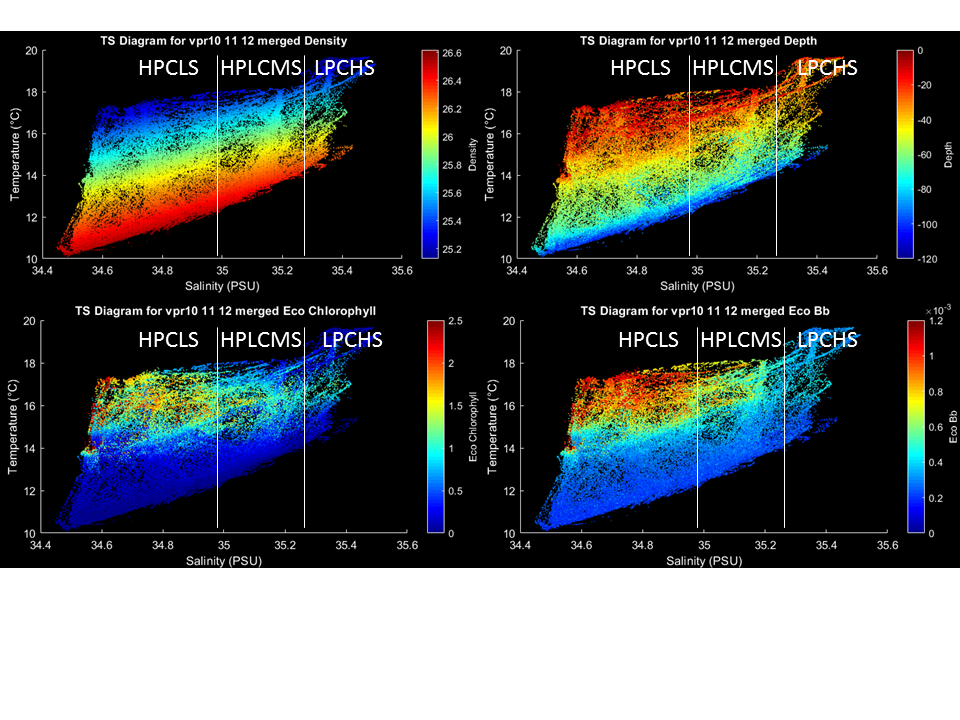 TS Diagram for vpr10 11 12 merged Density
HPCLS HPLCMS LPCHS
20
18
16
14
12
10
Temperature (°C)
34.4 34.6 34.8 35 35.2 35.4 35.6
Salinity (PSU)
26.6
26.4
26.2
26
25.8
25.6
25.4
25.2
Density
TS Diagram for vpr10 11 12 merged Depth
HPCLS HPLCMS LPCHS
20
18
16
14
12
10
Temperature (°C)
34.4 34.6 34.8 35 35.2 35.4 35.6
Salinity (PSU)
0
-20
-40
-60
-80
-100
-120
Depth
TS Diagram for vpr10 11 12 merged Eco Chlorophyll
HPCLS HPLCMS LPCHS
20
18
16
14
12
10
Temperature (°C)
34.4 34.6 34.8 35 35.2 35.4 35.6
Salinity (PSU)
2.5
2
1.5
1
0.5
0
Eco Chlorophyll
TS Diagram for vpr10 11 12 merged Eco Bb
HPCLS HPLCMS LPCHS
20
18
16
14
12
10
Temperature (°C)
34.4 34.6 34.8 35 35.2 35.4 35.6
Salinity (PSU)
×10⁻³
1.2
1
0.8
0.6
0.4
0.2
0
Eco Bb